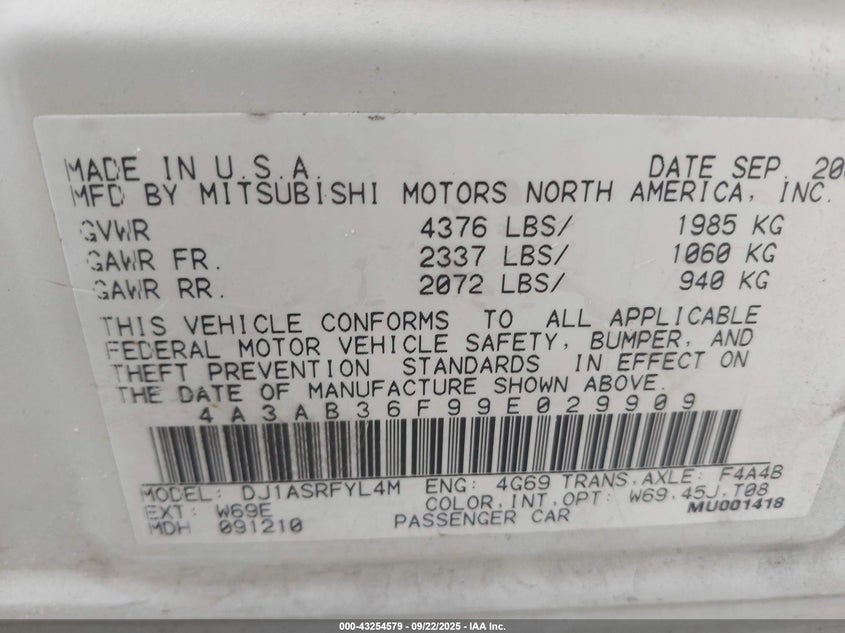 MADE IN U.S.A. DATE SEP. 20
MFD BY MITSUBISHI MOTORS NORTH AMERICA, INC.
GVWR 4376 LBS/ 1985 KG
GAWR FR. 2337 LBS/ 1060 KG
GAWR RR. 2072 LBS/ 940 KG
THIS VEHICLE CONFORMS TO ALL APPLICABLE
FEDERAL MOTOR VEHICLE SAFETY, BUMPER, AND
THEFT PREVENTION STANDARDS IN EFFECT ON
THE DATE OF MANUFACTURE SHOWN ABOVE.
4A3AB36F99E029909
MODEL: DJ1ASRFYL4M ENG: 4G69 TRANS.AXLE: F4A4B
EXT: W69E COLOR,INT,OPT: W69,45J,T08
MDH 091210 PASSENGER CAR MU001418
000-43254579 - 09/22/2025 - IAA Inc.